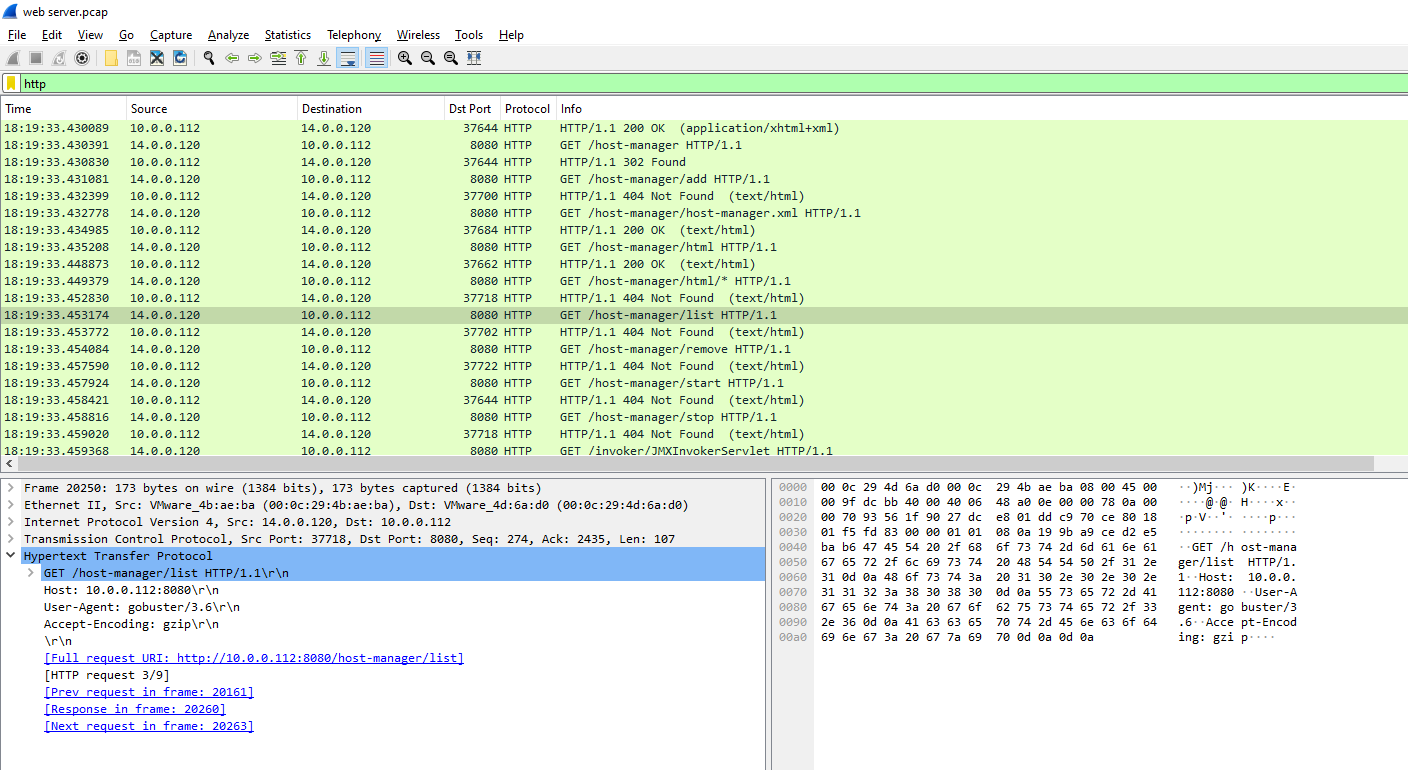 web server.pcap
File Edit View Go Capture Analyze Statistics Telephony Wireless Tools Help
http
Time Source Destination Dst Port Protocol Info
18:19:33.430089 10.0.0.112 14.0.0.120 37644 HTTP HTTP/1.1 200 OK (application/xhtml+xml)
18:19:33.430391 14.0.0.120 10.0.0.112 8080 HTTP GET /host-manager HTTP/1.1
18:19:33.430830 10.0.0.112 14.0.0.120 37644 HTTP HTTP/1.1 302 Found
18:19:33.431081 14.0.0.120 10.0.0.112 8080 HTTP GET /host-manager/add HTTP/1.1
18:19:33.432399 10.0.0.112 14.0.0.120 37700 HTTP HTTP/1.1 404 Not Found (text/html)
18:19:33.432778 14.0.0.120 10.0.0.112 8080 HTTP GET /host-manager/host-manager.xml HTTP/1.1
18:19:33.434985 10.0.0.112 14.0.0.120 37684 HTTP HTTP/1.1 200 OK (text/html)
18:19:33.435208 14.0.0.120 10.0.0.112 8080 HTTP GET /host-manager/html HTTP/1.1
18:19:33.448873 10.0.0.112 14.0.0.120 37662 HTTP HTTP/1.1 200 OK (text/html)
18:19:33.449379 14.0.0.120 10.0.0.112 8080 HTTP GET /host-manager/html/* HTTP/1.1
18:19:33.452830 10.0.0.112 14.0.0.120 37718 HTTP HTTP/1.1 404 Not Found (text/html)
18:19:33.453174 14.0.0.120 10.0.0.112 8080 HTTP GET /host-manager/list HTTP/1.1
18:19:33.453772 10.0.0.112 14.0.0.120 37702 HTTP HTTP/1.1 404 Not Found (text/html)
18:19:33.454084 14.0.0.120 10.0.0.112 8080 HTTP GET /host-manager/remove HTTP/1.1
18:19:33.457590 10.0.0.112 14.0.0.120 37722 HTTP HTTP/1.1 404 Not Found (text/html)
18:19:33.457924 14.0.0.120 10.0.0.112 8080 HTTP GET /host-manager/start HTTP/1.1
18:19:33.458421 10.0.0.112 14.0.0.120 37644 HTTP HTTP/1.1 404 Not Found (text/html)
18:19:33.458816 14.0.0.120 10.0.0.112 8080 HTTP GET /host-manager/stop HTTP/1.1
18:19:33.459020 10.0.0.112 14.0.0.120 37718 HTTP HTTP/1.1 404 Not Found (text/html)
18:19:33.459368 14.0.0.120 10.0.0.112 8080 HTTP GET /invoker/JMXInvokerServlet HTTP/1.1
Frame 20250: 173 bytes on wire (1384 bits), 173 bytes captured (1384 bits)
Ethernet II, Src: VMware_4b:ae:ba (00:0c:29:4b:ae:ba), Dst: VMware_4d:6a:d0 (00:0c:29:4d:6a:d0)
Internet Protocol Version 4, Src: 14.0.0.120, Dst: 10.0.0.112
Transmission Control Protocol, Src Port: 37718, Dst Port: 8080, Seq: 274, Ack: 2435, Len: 107
Hypertext Transfer Protocol
GET /host-manager/list HTTP/1.1\r\n
Host: 10.0.0.112:8080\r\n
User-Agent: gobuster/3.6\r\n
Accept-Encoding: gzip\r\n
\r\n
[Full request URI: http://10.0.0.112:8080/host-manager/list]
[HTTP request 3/9]
[Prev request in frame: 20161]
[Response in frame: 20260]
[Next request in frame: 20263]
0000 00 0c 29 4d 6a d0 00 0c 29 4b ae ba 08 00 45 00 ··)Mj··· )K····E·
0010 00 9f dc bb 40 00 40 06 48 a0 0e 00 00 78 0a 00 ····@·@· H····x··
0020 00 70 93 56 1f 90 27 dc e8 01 dd c9 70 ce 80 18 ·p·V··'· ····p···
0030 01 f5 fd 83 00 00 01 01 08 0a 19 9b a9 ce d2 e5 ········ ········
0040 ba b6 47 45 54 20 2f 68 6f 73 74 2d 6d 61 6e 61 ··GET /h ost-mana
0050 67 65 72 2f 6c 69 73 74 20 48 54 54 50 2f 31 2e ger/list HTTP/1.
0060 31 0d 0a 48 6f 73 74 3a 20 31 30 2e 30 2e 30 2e 1··Host: 10.0.0.
0070 31 31 32 3a 38 30 38 30 0d 0a 55 73 65 72 2d 41 112:8080 ··User-A
0080 67 65 6e 74 3a 20 67 6f 62 75 73 74 65 72 2f 33 gent: go buster/3
0090 2e 36 0d 0a 41 63 63 65 70 74 2d 45 6e 63 6f 64 .6··Acce pt-Encod
00a0 69 6e 67 3a 20 67 7a 69 70 0d 0a 0d 0a ing: gzi p····